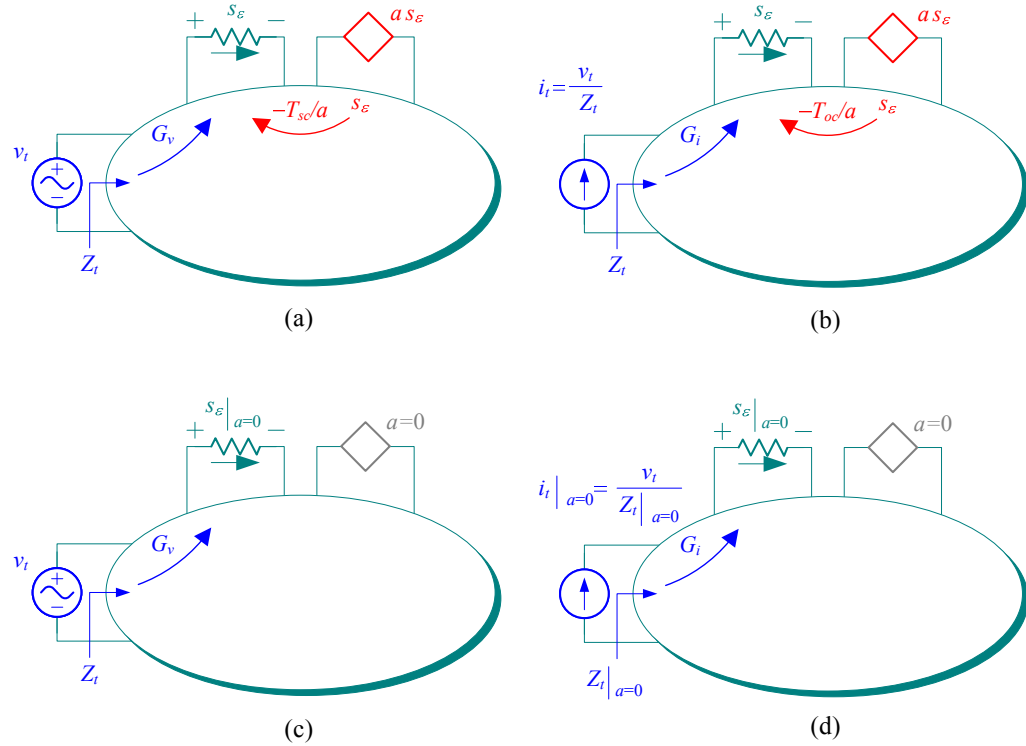 + sε − a sε
−Tsc/a sε
Gv
vt
+
−
Zt
(a)
+ sε − a sε
it = vt / Zt
−Toc/a sε
Gi
Zt
(b)
+ sε|a=0 − a=0
Gv
vt
+
−
Zt
(c)
+ sε|a=0 − a=0
it|a=0 = vt / Zt|a=0
Gi
Zt|a=0
(d)